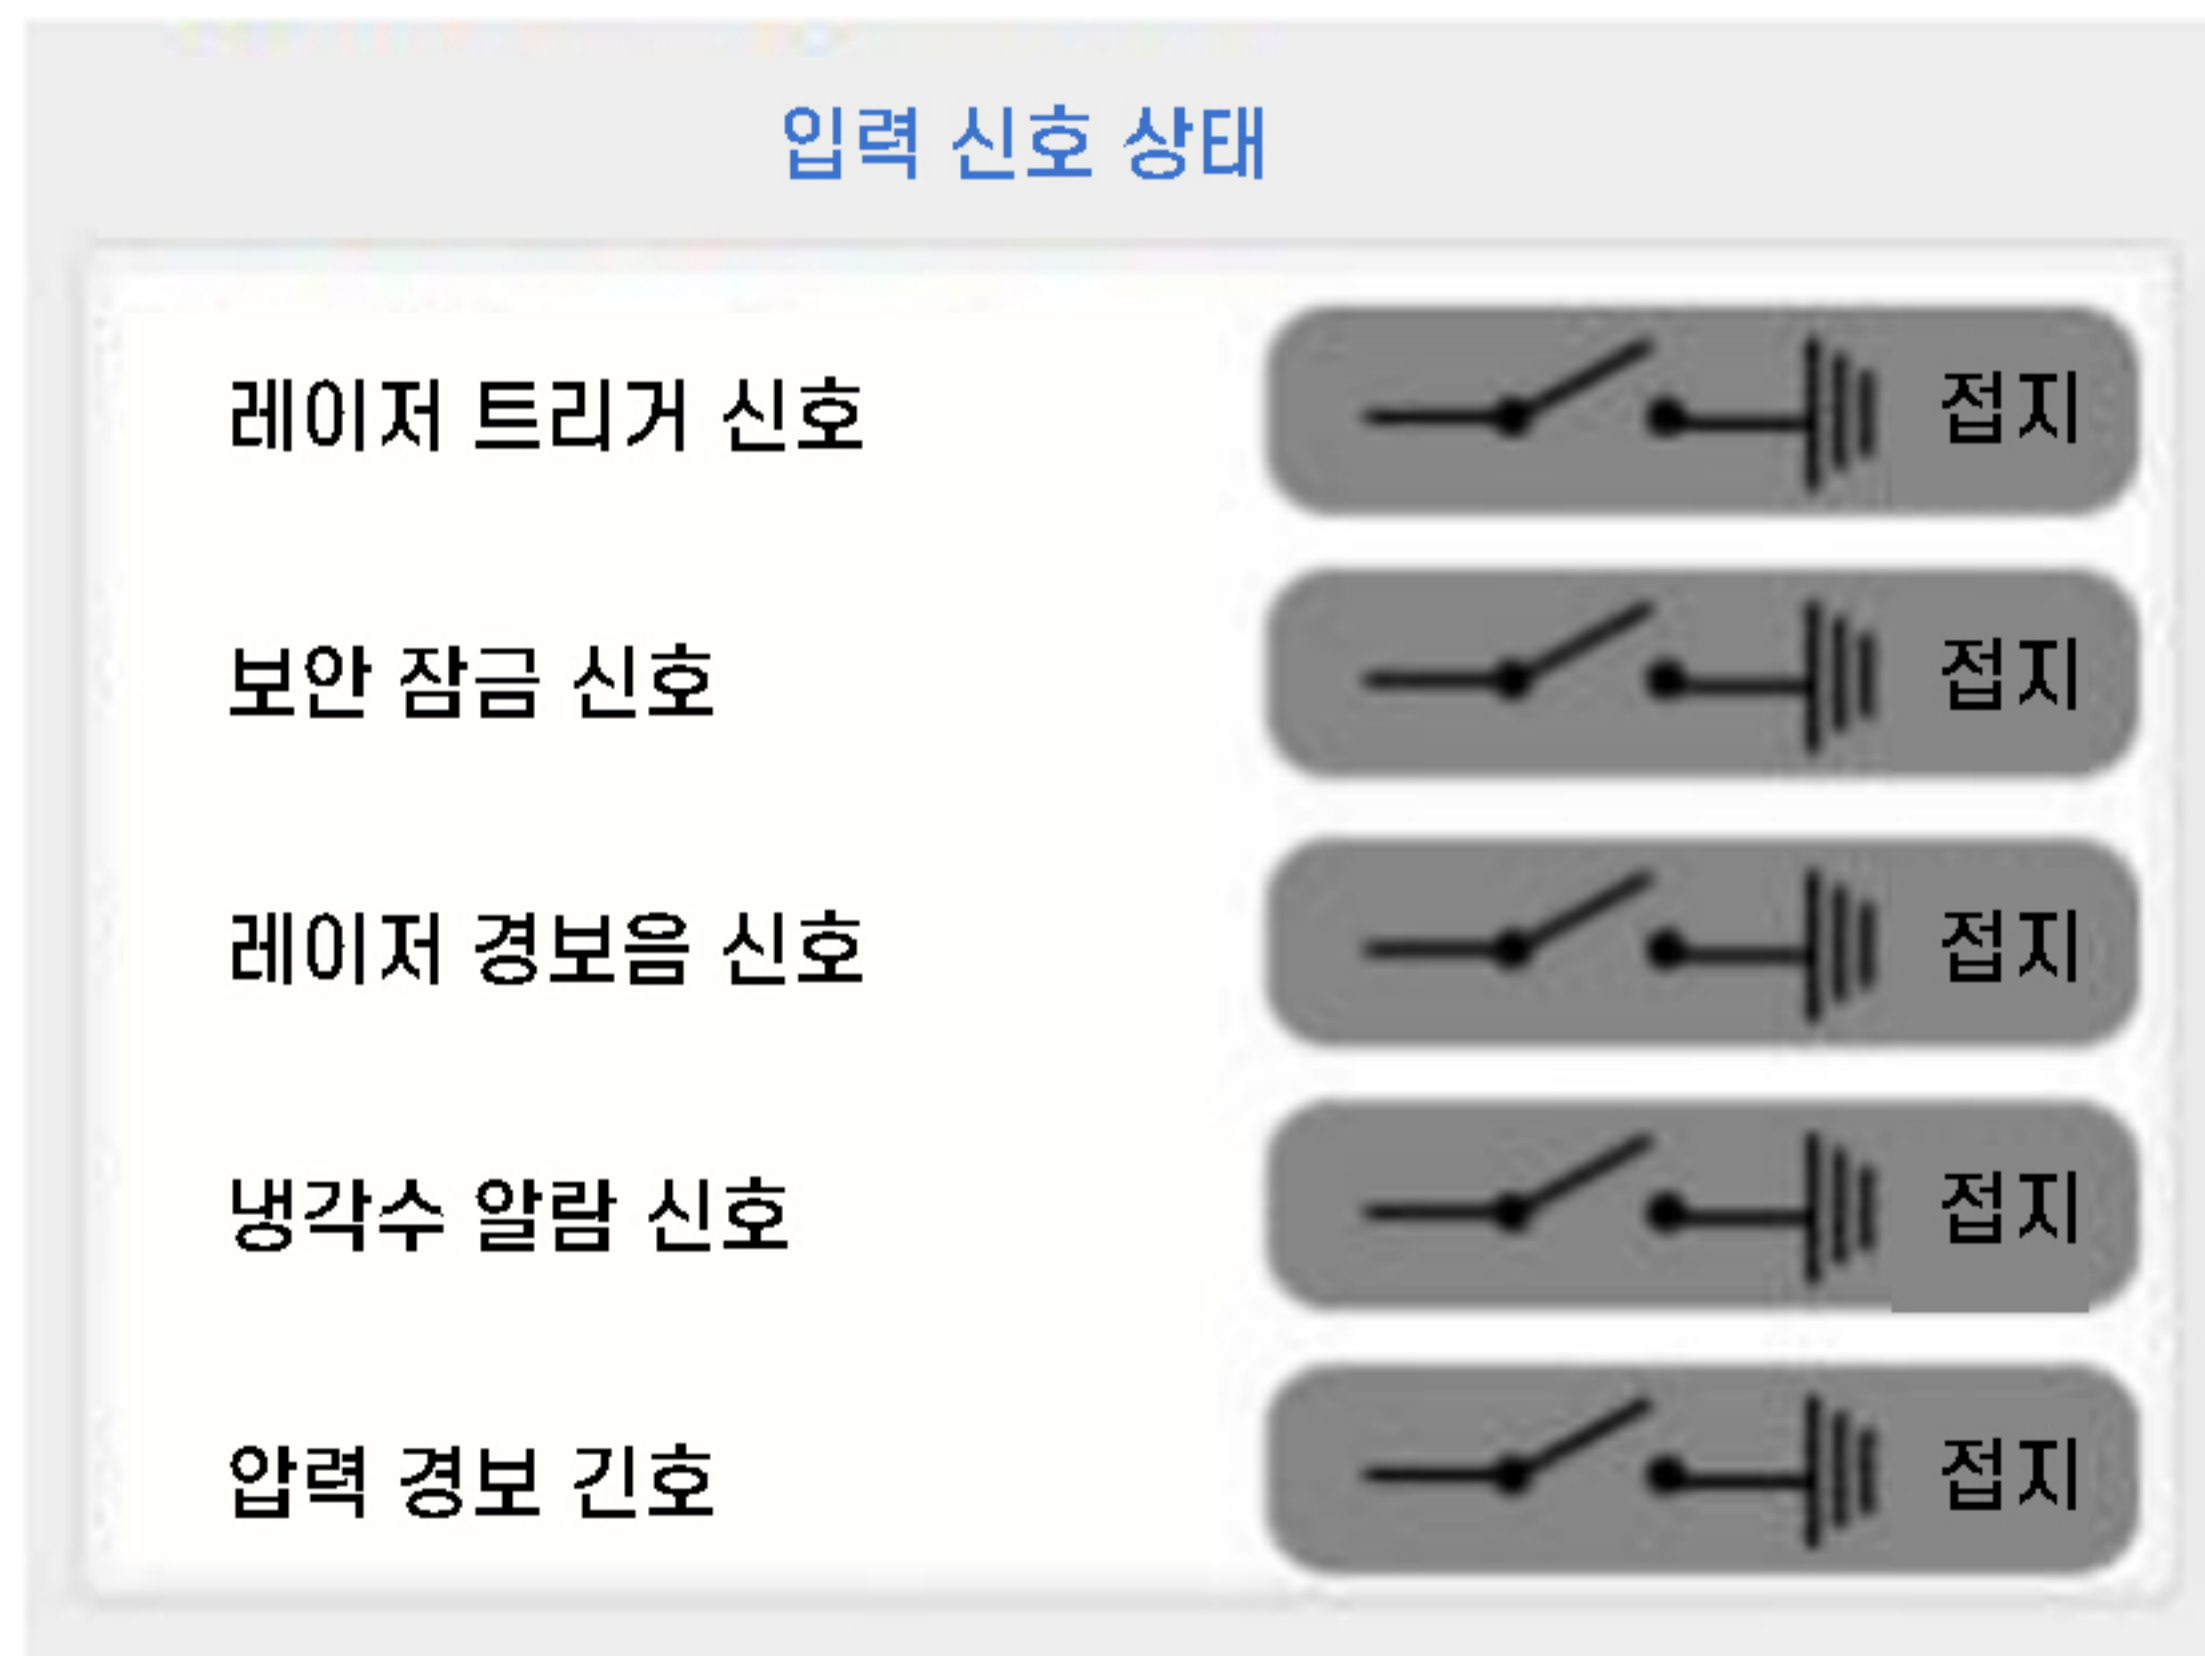 입력 신호 상태
레이저 트리거 신호
접지
보안 잠금 신호
접지
레이저 경보음 신호
접지
냉각수 알람 신호
접지
압력 경보 긴호
접지